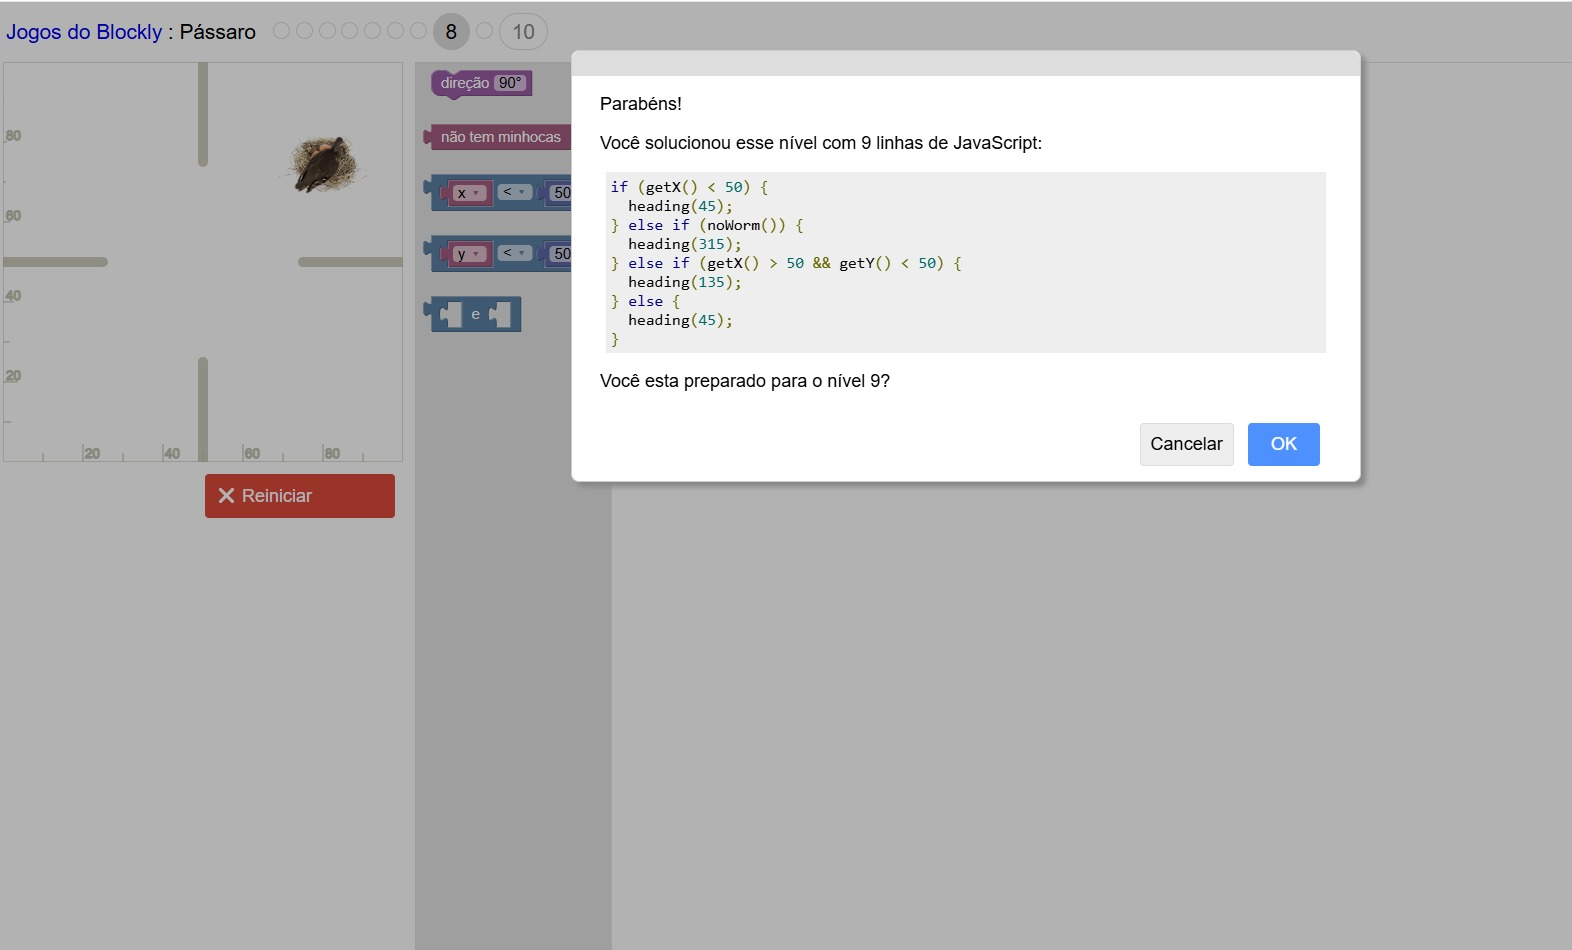 Jogos do Blockly : Pássaro 8 10
80
60
40
20
20 40 60 80
Reiniciar
direção 90°
não tem minhocas
x < 50
y < 50
e
Parabéns!
Você solucionou esse nível com 9 linhas de JavaScript:
if (getX() < 50) {
heading(45);
} else if (noWorm()) {
heading(315);
} else if (getX() > 50 && getY() < 50) {
heading(135);
} else {
heading(45);
}
Você esta preparado para o nível 9?
Cancelar OK